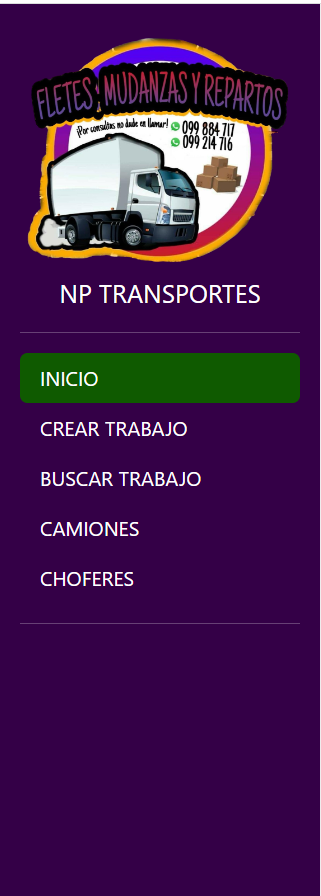 FLETES, MUDANZAS Y REPARTOS
¡Por consultas no dude en llamar!
099 884 717
099 214 716
NP TRANSPORTES
INICIO
CREAR TRABAJO
BUSCAR TRABAJO
CAMIONES
CHOFERES